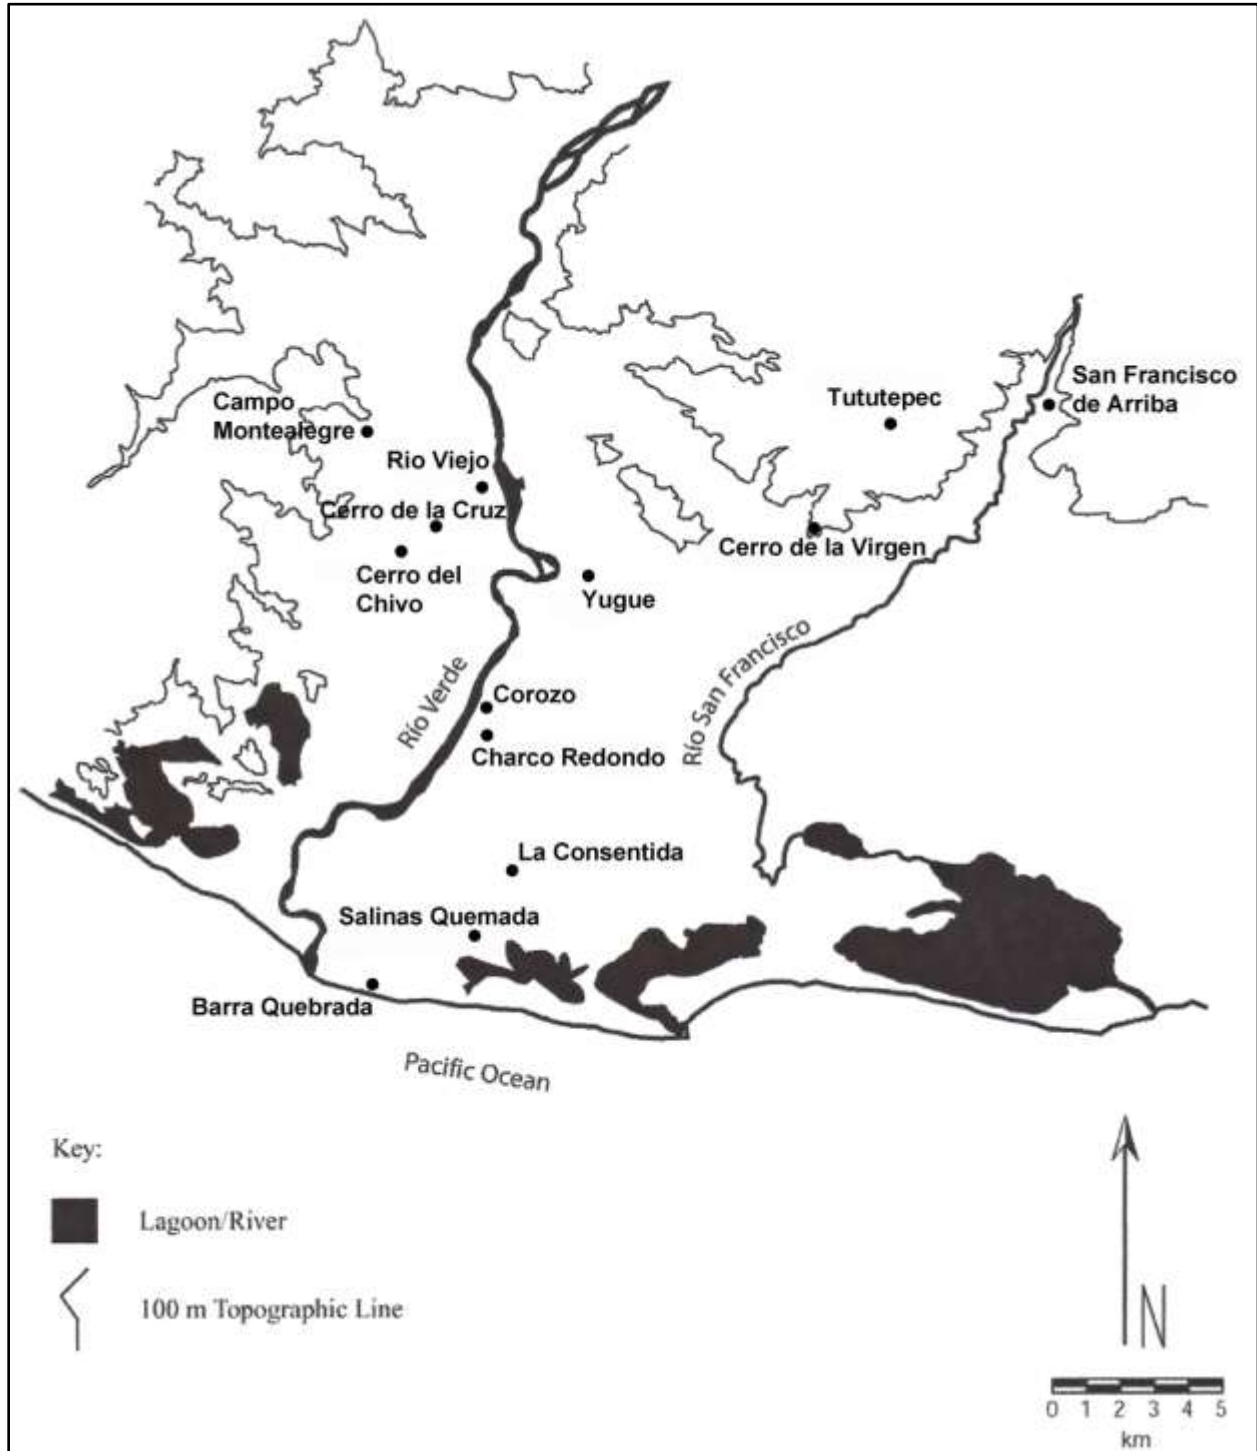 Campo
Montealegre
Rio Viejo
Cerro de la Cruz
Cerro del
Chivo
Tututepec
San Francisco
de Arriba
Cerro de la Virgen
Yugue
Río Verde
Río San Francisco
Corozo
Charco Redondo
La Consentida
Salinas Quemada
Barra Quebrada
Pacific Ocean
Key:
Lagoon/River
100 m Topographic Line
N
0 1 2 3 4 5
km